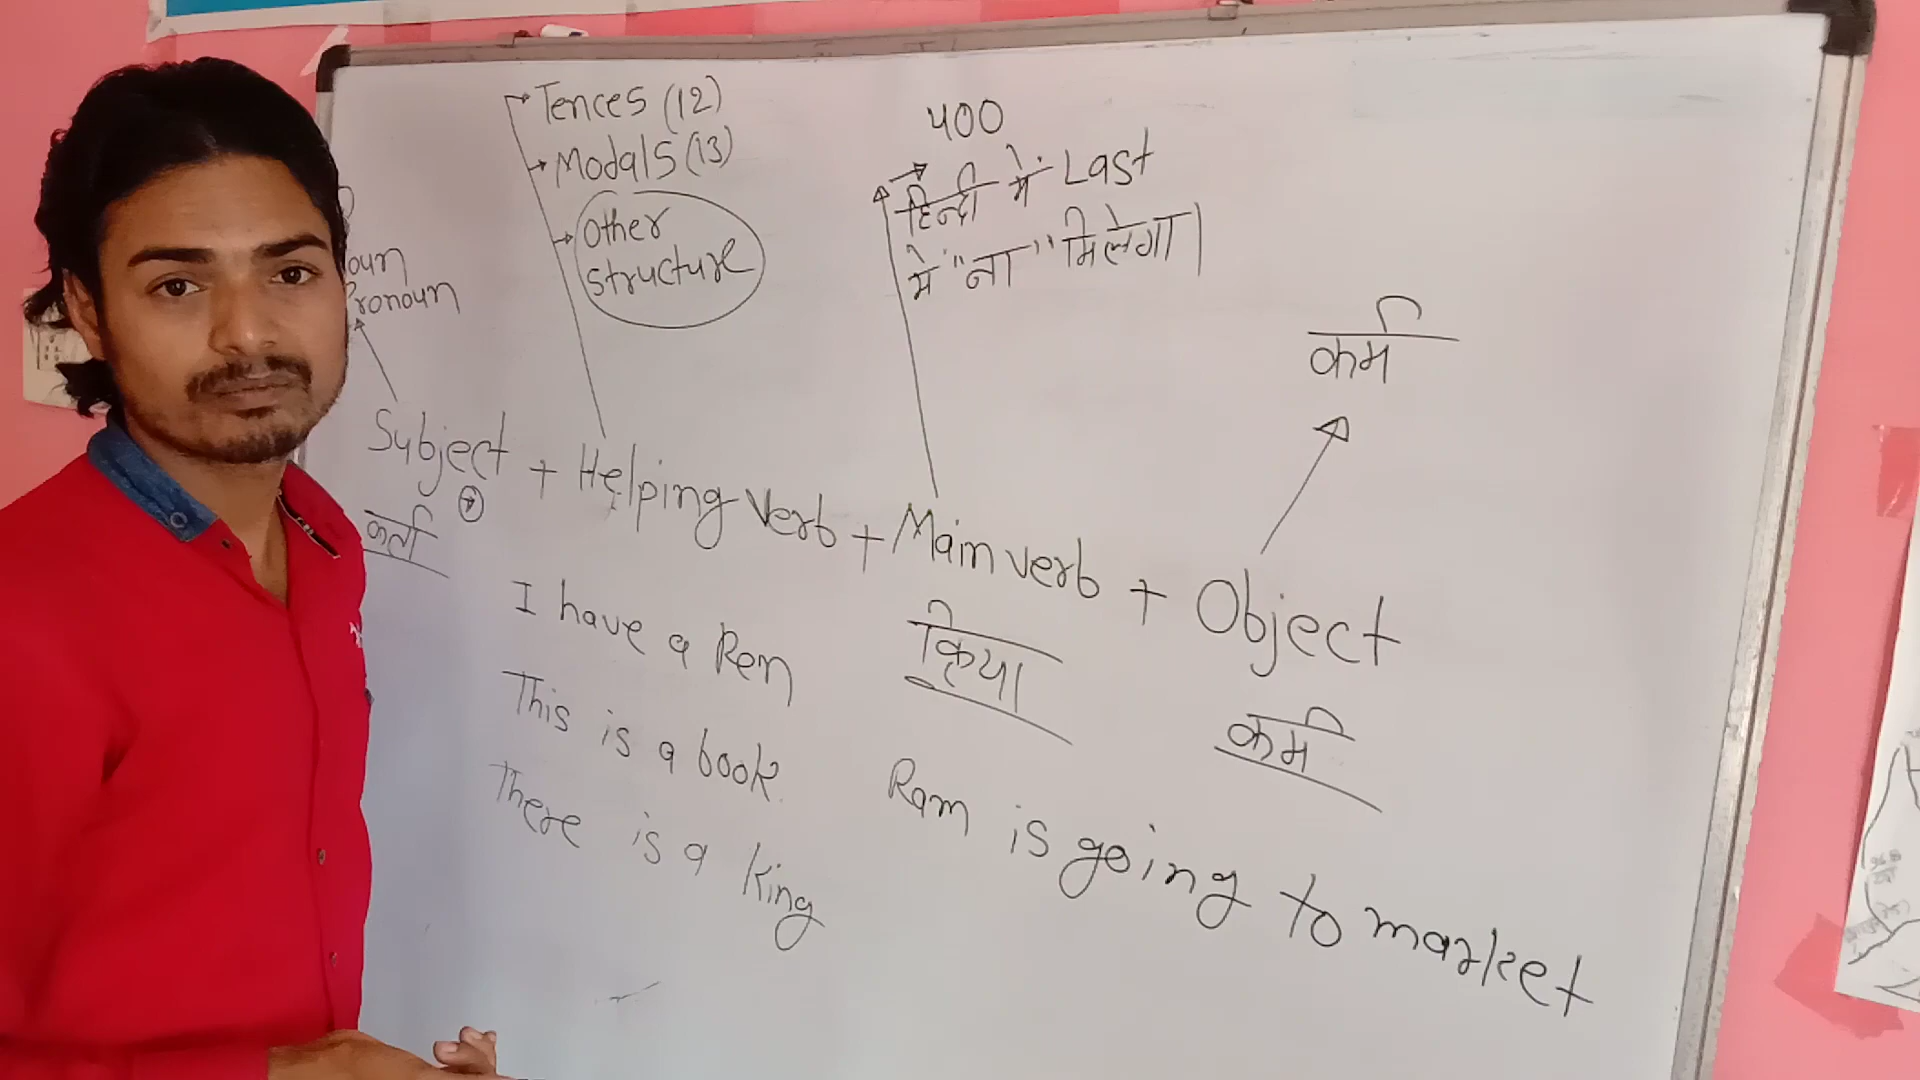 Tences (12)
Modals (13)
Other
structure
400
हिन्दी में Last
में "ना" मिलेगा।
oun
Pronoun
कर्म
Subject + Helping Verb + Main verb + Object
कर्ता
क्रिया
कर्म
I have a Pen
This is a book.
There is a king
Ram is going to market